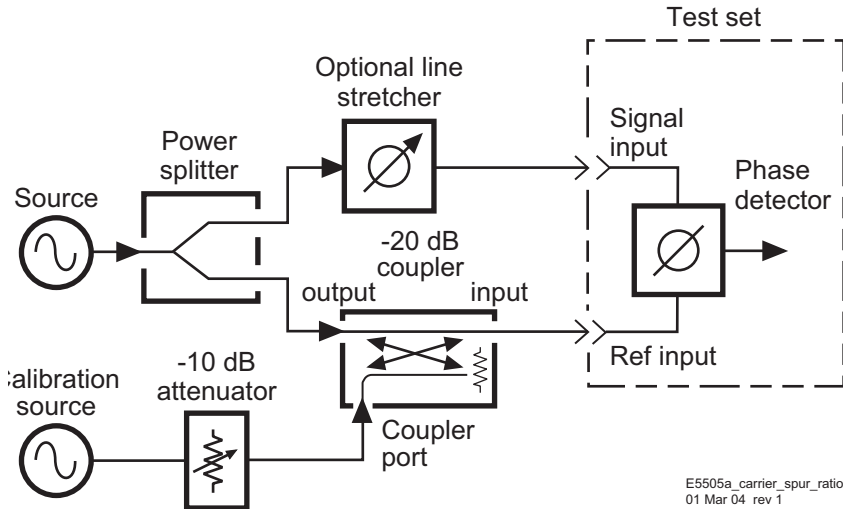 Test set
Optional line
stretcher
Signal
input
Power
splitter
Phase
detector
Source
-20 dB
coupler
output
input
Ref input
-10 dB
attenuator
alibration
source
Coupler
port
E5505a_carrier_spur_ratio
01 Mar 04 rev 1